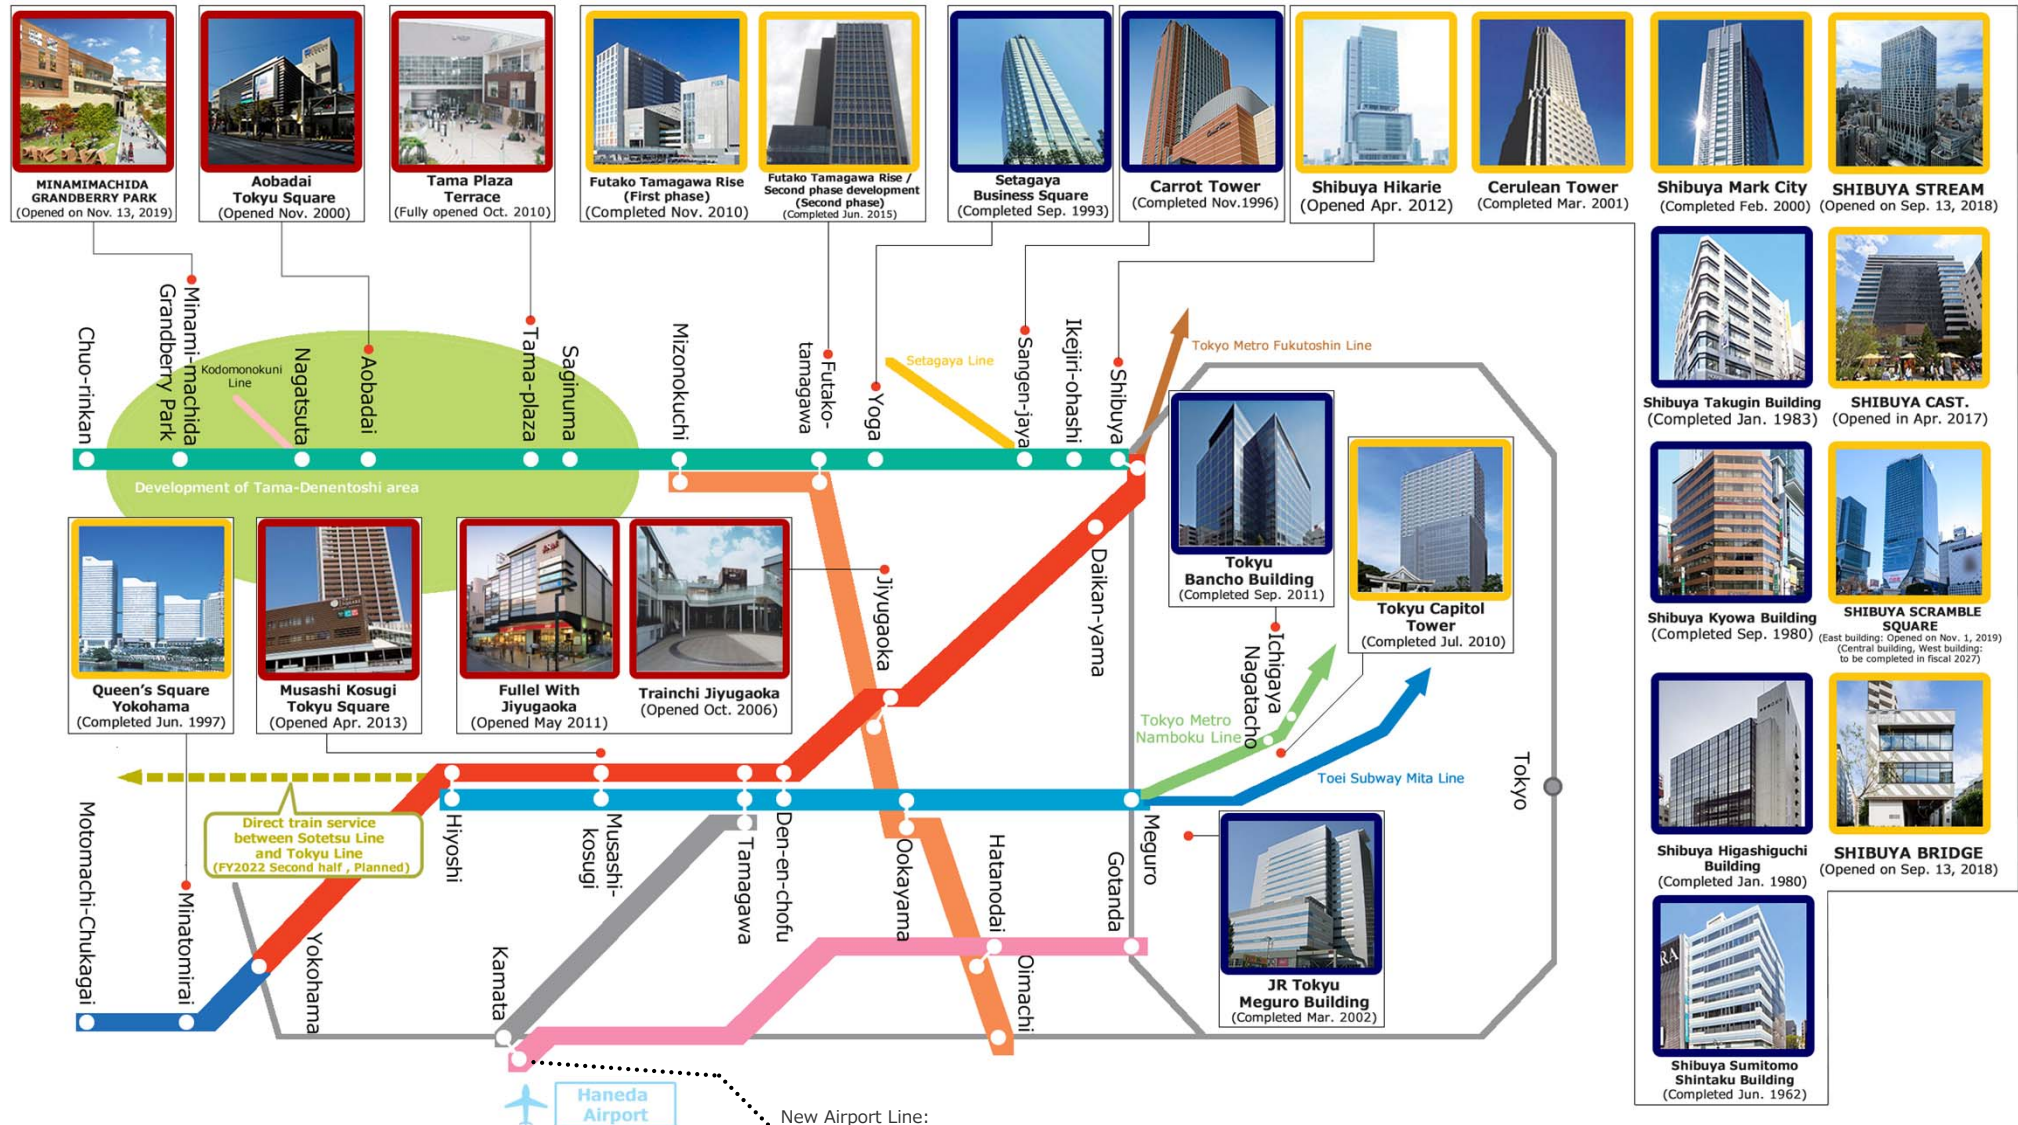 MINAMIMACHIDA
GRANDBERRY PARK
(Opened on Nov. 13, 2019)
Aobadai
Tokyu Square
(Opened Nov. 2000)
Tama Plaza
Terrace
(Fully opened Oct. 2010)
Futako Tamagawa Rise
(First phase)
(Completed Nov. 2010)
Futako Tamagawa Rise /
Second phase development
(Second phase)
(Completed Jun. 2015)
Setagaya
Business Square
(Completed Sep. 1993)
Carrot Tower
(Completed Nov.1996)
Shibuya Hikarie
(Opened Apr. 2012)
Cerulean Tower
(Completed Mar. 2001)
Shibuya Mark City
(Completed Feb. 2000)
SHIBUYA STREAM
(Opened on Sep. 13, 2018)
Shibuya Takugin Building
(Completed Jan. 1983)
SHIBUYA CAST.
(Opened in Apr. 2017)
Shibuya Kyowa Building
(Completed Sep. 1980)
SHIBUYA SCRAMBLE
SQUARE
(East building: Opened on Nov. 1, 2019)
(Central building, West building:
to be completed in fiscal 2027)
Shibuya Higashiguchi
Building
(Completed Jan. 1980)
SHIBUYA BRIDGE
(Opened on Sep. 13, 2018)
Shibuya Sumitomo
Shintaku Building
(Completed Jun. 1962)
Chuo-rinkan
Minami-machida
Grandberry Park
Kodomonokuni
Line
Nagatsuta
Aobadai
Tama-plaza
Saginuma
Mizonokuchi
Futako-
tamagawa
Yoga
Setagaya Line
Sangen-jaya
Ikejiri-ohashi
Shibuya
Tokyo Metro Fukutoshin Line
Development of Tama-Denentoshi area
Queen's Square
Yokohama
(Completed Jun. 1997)
Musashi Kosugi
Tokyu Square
(Opened Apr. 2013)
Fullel With
Jiyugaoka
(Opened May 2011)
Trainchi Jiyugaoka
(Opened Oct. 2006)
Jiyugaoka
Daikan-yama
Tokyu
Bancho Building
(Completed Sep. 2011)
Tokyu Capitol
Tower
(Completed Jul. 2010)
Ichigaya
Nagatacho
Tokyo Metro
Namboku Line
Toei Subway Mita Line
Tokyo
Direct train service
between Sotetsu Line
and Tokyu Line
(FY2022 Second half , Planned)
Motomachi-Chukagai
Minatomirai
Yokohama
Hiyoshi
Musashi-
kosugi
Tamagawa
Den-en-chofu
Ookayama
Hatanodai
Oimachi
Gotanda
Meguro
Kamata
JR Tokyu
Meguro Building
(Completed Mar. 2002)
Haneda
Airport
New Airport Line: